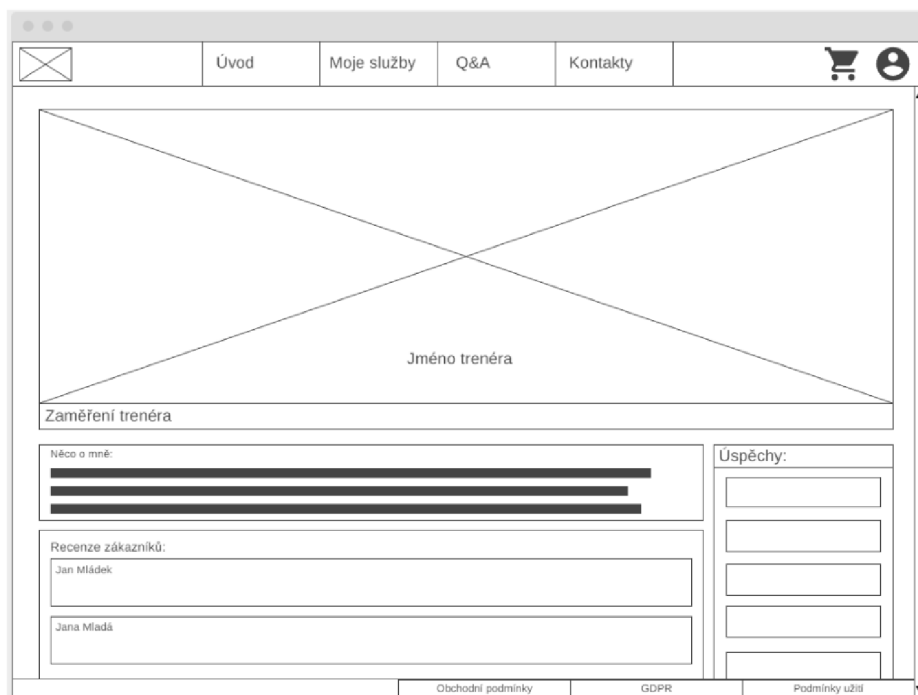 Úvod
Moje služby
Q&A
Kontakty
Jméno trenéra
Zaměření trenéra
Něco o mně:
Úspěchy:
Recenze zákazníků:
Jan Mládek
Jana Mladá
Obchodní podmínky
GDPR
Podmínky užití